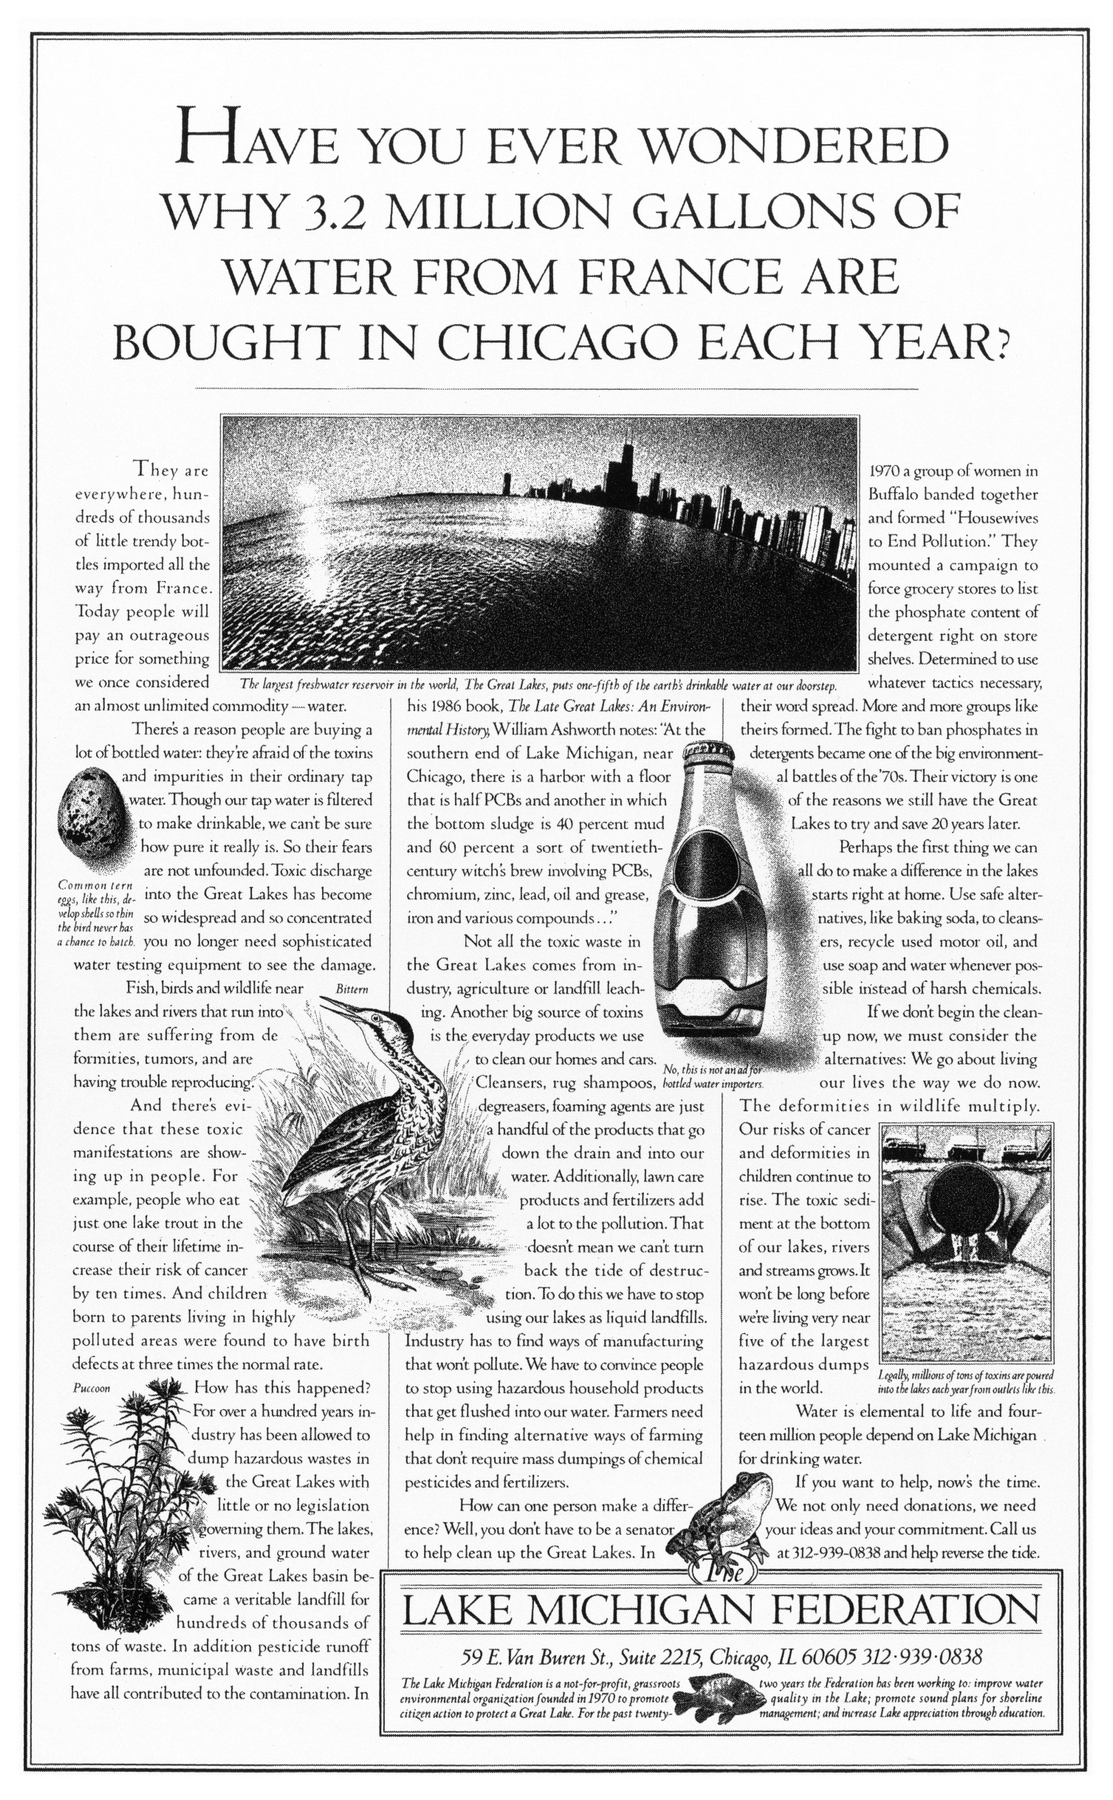 HAVE YOU EVER WONDERED
WHY 3.2 MILLION GALLONS OF
WATER FROM FRANCE ARE
BOUGHT IN CHICAGO EACH YEAR?
The largest freshwater reservoir in the world, The Great Lakes, puts one-fifth of the earth's drinkable water at our doorstep.
They are
everywhere, hun-
dreds of thousands
of little trendy bot-
tles imported all the
way from France.
Today people will
pay an outrageous
price for something
we once considered
an almost unlimited commodity — water.
There's a reason people are buying a
lot of bottled water: they're afraid of the toxins
and impurities in their ordinary tap
water. Though our tap water is filtered
to make drinkable, we can't be sure
how pure it really is. So their fears
are not unfounded. Toxic discharge
into the Great Lakes has become
so widespread and so concentrated
you no longer need sophisticated
water testing equipment to see the damage.
Common tern
eggs, like this, de-
velop shells so thin
the bird never has
a chance to hatch.
Fish, birds and wildlife near
the lakes and rivers that run into
them are suffering from de
formities, tumors, and are
having trouble reproducing.
Bittern
And there's evi-
dence that these toxic
manifestations are show-
ing up in people. For
example, people who eat
just one lake trout in the
course of their lifetime in-
crease their risk of cancer
by ten times. And children
born to parents living in highly
polluted areas were found to have birth
defects at three times the normal rate.
Puccoon
How has this happened?
For over a hundred years in-
dustry has been allowed to
dump hazardous wastes in
the Great Lakes with
little or no legislation
governing them. The lakes,
rivers, and ground water
of the Great Lakes basin be-
came a veritable landfill for
hundreds of thousands of
tons of waste. In addition pesticide runoff
from farms, municipal waste and landfills
have all contributed to the contamination. In
his 1986 book, The Late Great Lakes: An Environ-
mental History, William Ashworth notes: "At the
southern end of Lake Michigan, near
Chicago, there is a harbor with a floor
that is half PCBs and another in which
the bottom sludge is 40 percent mud
and 60 percent a sort of twentieth-
century witch's brew involving PCBs,
chromium, zinc, lead, oil and grease,
iron and various compounds..."
Not all the toxic waste in
the Great Lakes comes from in-
dustry, agriculture or landfill leach-
ing. Another big source of toxins
is the everyday products we use
to clean our homes and cars.
Cleansers, rug shampoos,
degreasers, foaming agents are just
a handful of the products that go
down the drain and into our
water. Additionally, lawn care
products and fertilizers add
a lot to the pollution. That
doesn't mean we can't turn
back the tide of destruc-
tion. To do this we have to stop
using our lakes as liquid landfills.
Industry has to find ways of manufacturing
that won't pollute. We have to convince people
to stop using hazardous household products
that get flushed into our water. Farmers need
help in finding alternative ways of farming
that don't require mass dumpings of chemical
pesticides and fertilizers.
How can one person make a differ-
ence? Well, you don't have to be a senator
to help clean up the Great Lakes. In
No, this is not an ad for
bottled water importers.
1970 a group of women in
Buffalo banded together
and formed "Housewives
to End Pollution." They
mounted a campaign to
force grocery stores to list
the phosphate content of
detergent right on store
shelves. Determined to use
whatever tactics necessary,
their word spread. More and more groups like
theirs formed. The fight to ban phosphates in
detergents became one of the big environment-
al battles of the '70s. Their victory is one
of the reasons we still have the Great
Lakes to try and save 20 years later.
Perhaps the first thing we can
all do to make a difference in the lakes
starts right at home. Use safe alter-
natives, like baking soda, to cleans-
ers, recycle used motor oil, and
use soap and water whenever pos-
sible instead of harsh chemicals.
If we don't begin the clean-
up now, we must consider the
alternatives: We go about living
our lives the way we do now.
The deformities in wildlife multiply.
Our risks of cancer
and deformities in
children continue to
rise. The toxic sedi-
ment at the bottom
of our lakes, rivers
and streams grows. It
won't be long before
we're living very near
five of the largest
hazardous dumps
in the world.
Legally, millions of tons of toxins are poured
into the lakes each year from outlets like this.
Water is elemental to life and four-
teen million people depend on Lake Michigan
for drinking water.
If you want to help, now's the time.
We not only need donations, we need
your ideas and your commitment. Call us
at 312-939-0838 and help reverse the tide.
The
LAKE MICHIGAN FEDERATION
59 E. Van Buren St., Suite 2215, Chicago, IL 60605 312·939·0838
The Lake Michigan Federation is a not-for-profit, grassroots
environmental organization founded in 1970 to promote
citizen action to protect a Great Lake. For the past twenty-
two years the Federation has been working to: improve water
quality in the Lake; promote sound plans for shoreline
management; and increase Lake appreciation through education.